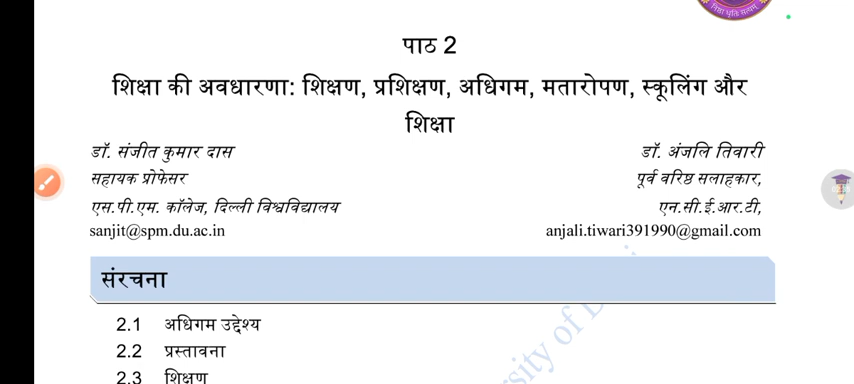 निष्ठा धृतिः सत्यम्
पाठ 2
शिक्षा की अवधारणा: शिक्षण, प्रशिक्षण, अधिगम, मतारोपण, स्कूलिंग और
शिक्षा
डॉ. संजीत कुमार दास
सहायक प्रोफेसर
एस.पी.एम. कॉलेज, दिल्ली विश्वविद्यालय
sanjit@spm.du.ac.in
डॉ. अंजलि तिवारी
पूर्व वरिष्ठ सलाहकार,
एन.सी.ई.आर.टी,
anjali.tiwari391990@gmail.com
संरचना
2.1 अधिगम उद्देश्य
2.2 प्रस्तावना
2.3 शिक्षण